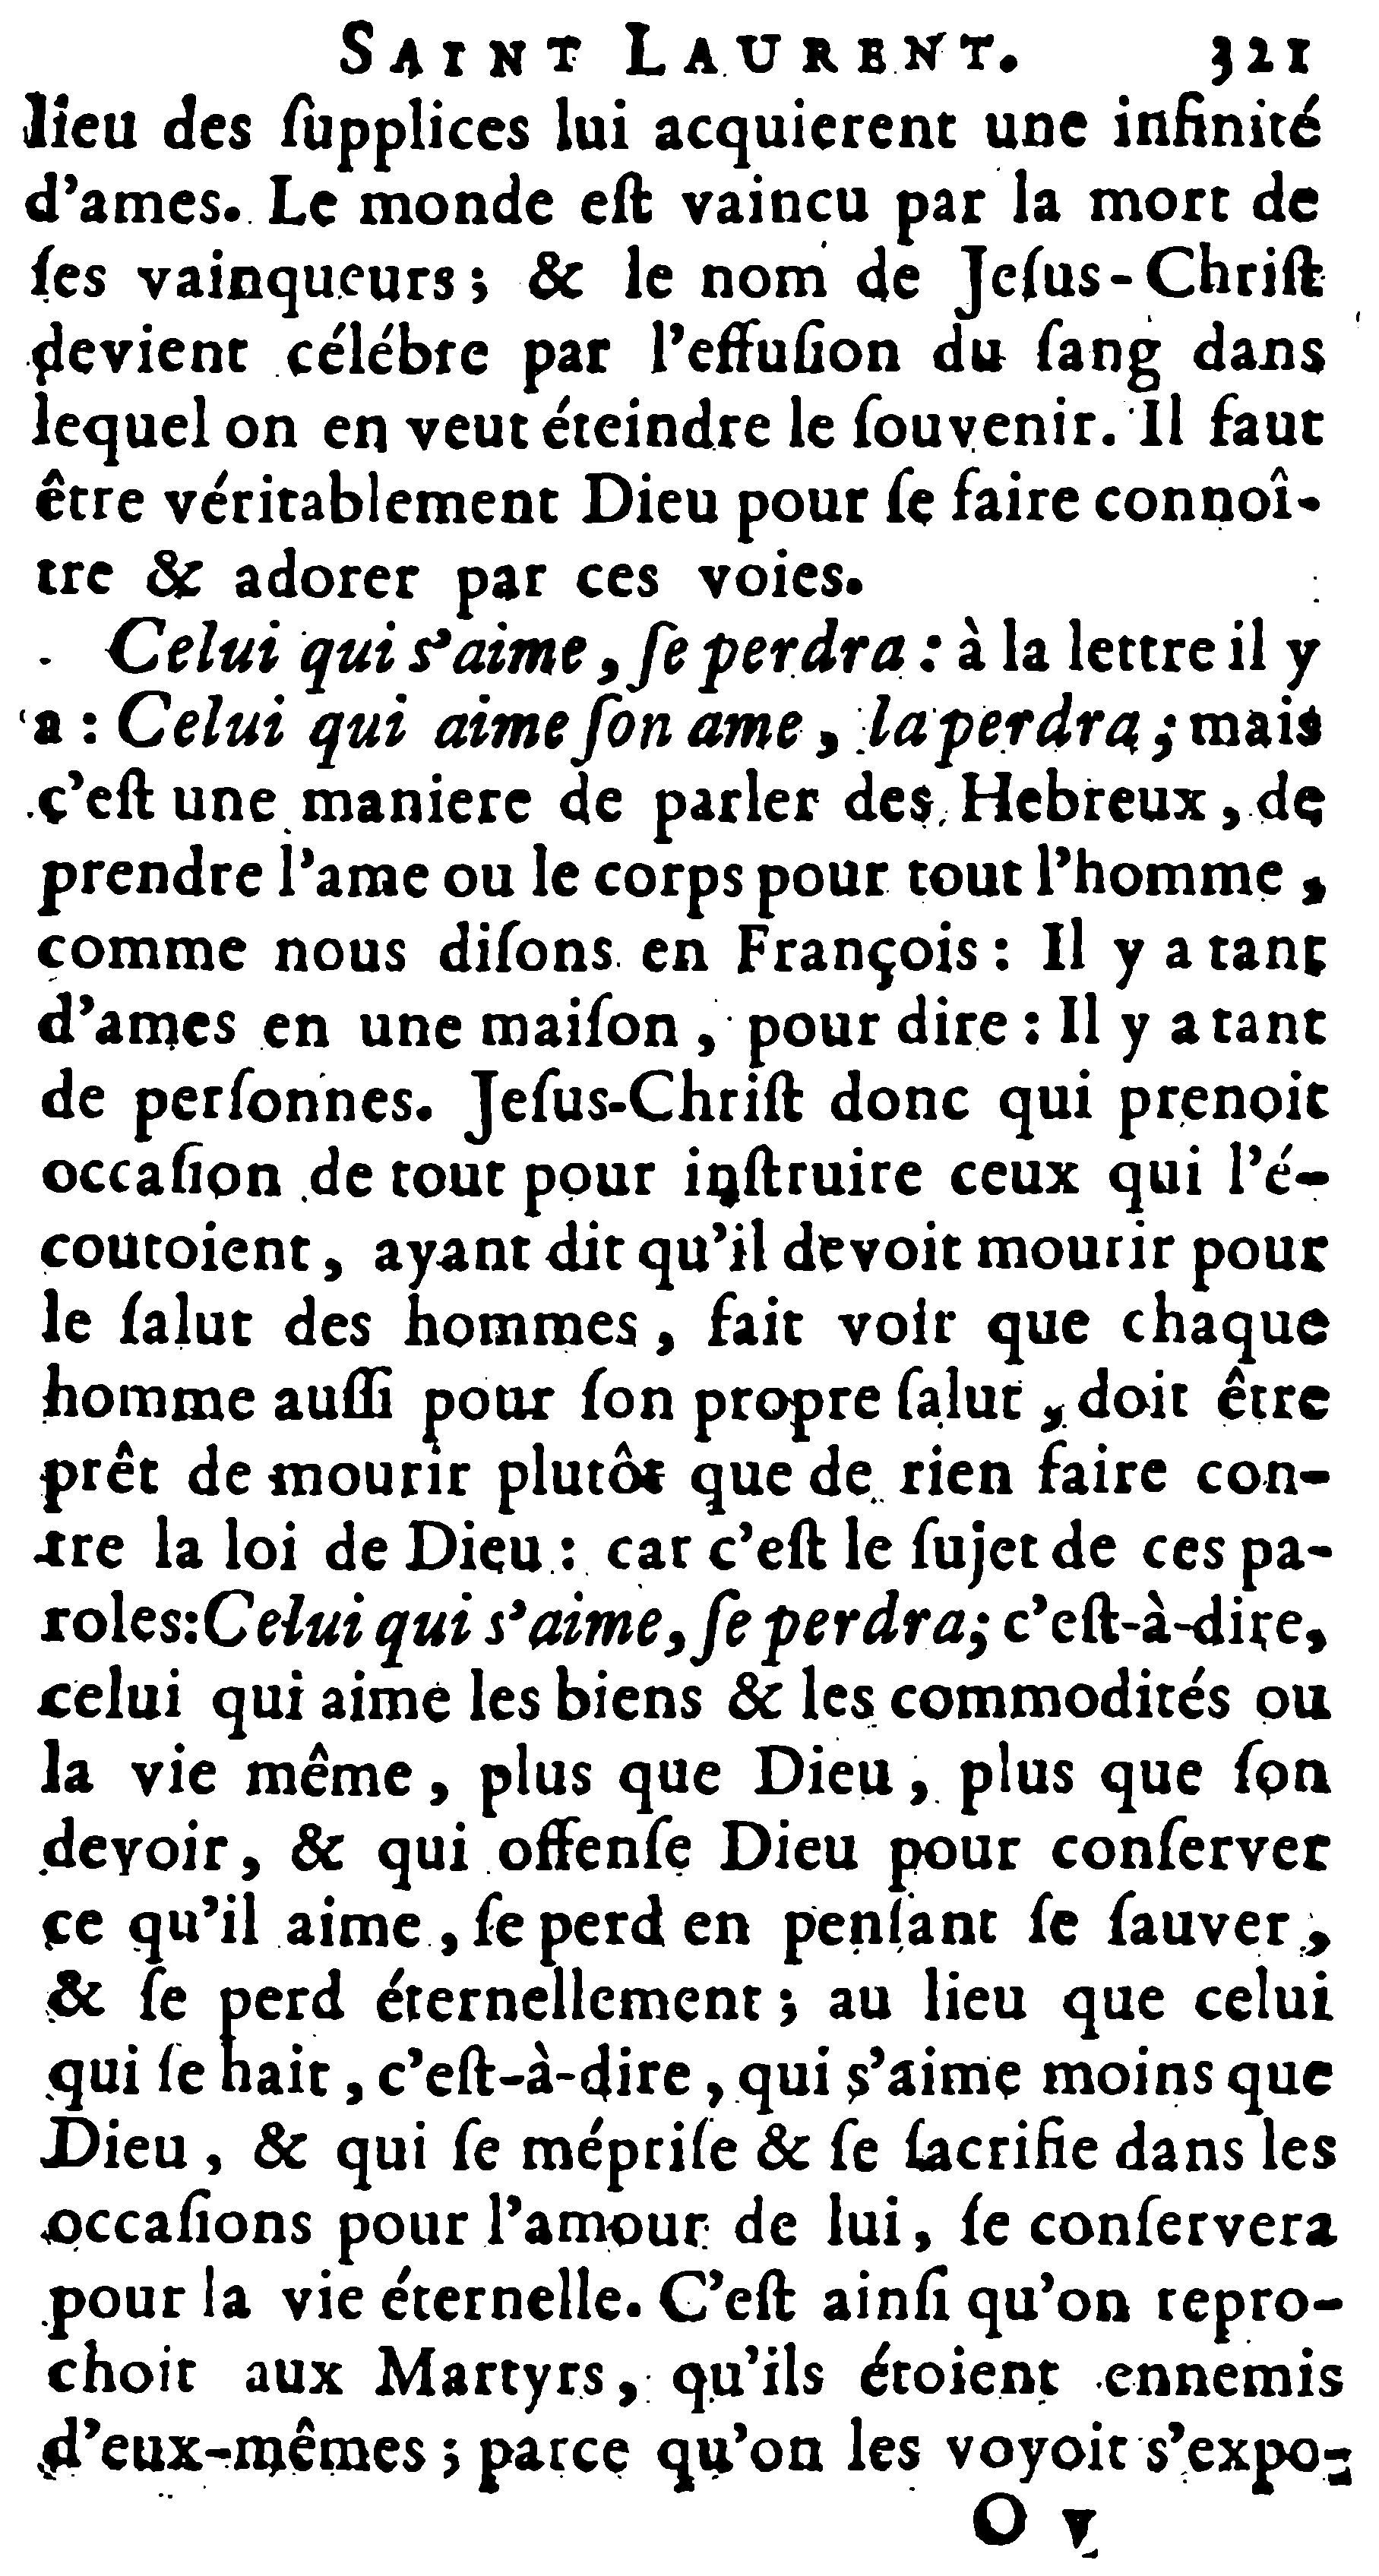 SAINT LAURENT. 321
lieu des ſupplices lui acquierent une infinité
d'ames. Le monde eſt vaincu par la mort de
ſes vainqueurs; & le nom de Jeſus-Chriſt
devient célébre par l'effuſion du ſang dans
lequel on en veut éteindre le ſouvenir. Il faut
être véritablement Dieu pour ſe faire connoî-
tre & adorer par ces voies.
Celui qui s'aime, ſe perdra : à la lettre il y
a : Celui qui aime ſon ame, la perdra; mais
c'eſt une maniere de parler des Hebreux, de
prendre l'ame ou le corps pour tout l'homme,
comme nous diſons en François : Il y a tant
d'ames en une maiſon, pour dire : Il y a tant
de perſonnes. Jeſus-Chriſt donc qui prenoit
occaſion de tout pour inſtruire ceux qui l'é-
coutoient, ayant dit qu'il devoit mourir pour
le ſalut des hommes, fait voir que chaque
homme auſſi pour ſon propre ſalut, doit être
prêt de mourir plutôt que de rien faire con-
tre la loi de Dieu : car c'eſt le ſujet de ces pa-
roles: Celui qui s'aime, ſe perdra; c'eſt-à-dire,
celui qui aime les biens & les commodités ou
la vie même, plus que Dieu, plus que ſon
devoir, & qui offenſe Dieu pour conſerver
ce qu'il aime, ſe perd en penſant ſe ſauver,
& ſe perd éternellement; au lieu que celui
qui ſe hait, c'eſt-à-dire, qui s'aime moins que
Dieu, & qui ſe mépriſe & ſe ſacrifie dans les
occaſions pour l'amour de lui, ſe conſervera
pour la vie éternelle. C'eſt ainſi qu'on repro-
choit aux Martyrs, qu'ils étoient ennemis
d'eux-mêmes; parce qu'on les voyoit s'expo-
O v